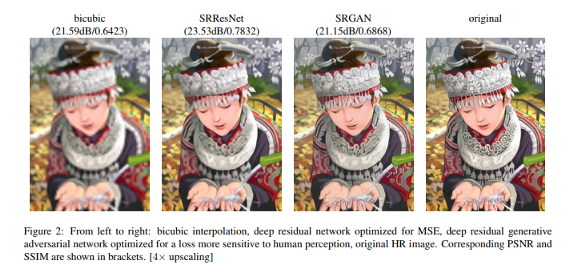 bicubic SRResNet SRGAN original
(21.59dB/0.6423) (23.53dB/0.7832) (21.15dB/0.6868)
Figure 2: From left to right: bicubic interpolation, deep residual network optimized for MSE, deep residual generative
adversarial network optimized for a loss more sensitive to human perception, original HR image. Corresponding PSNR and
SSIM are shown in brackets. [4× upscaling]